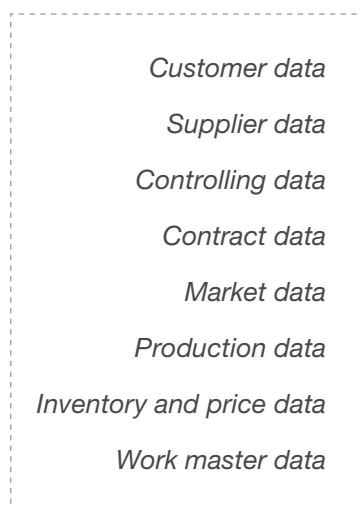 Customer data
Supplier data
Controlling data
Contract data
Market data
Production data
Inventory and price data
Work master data